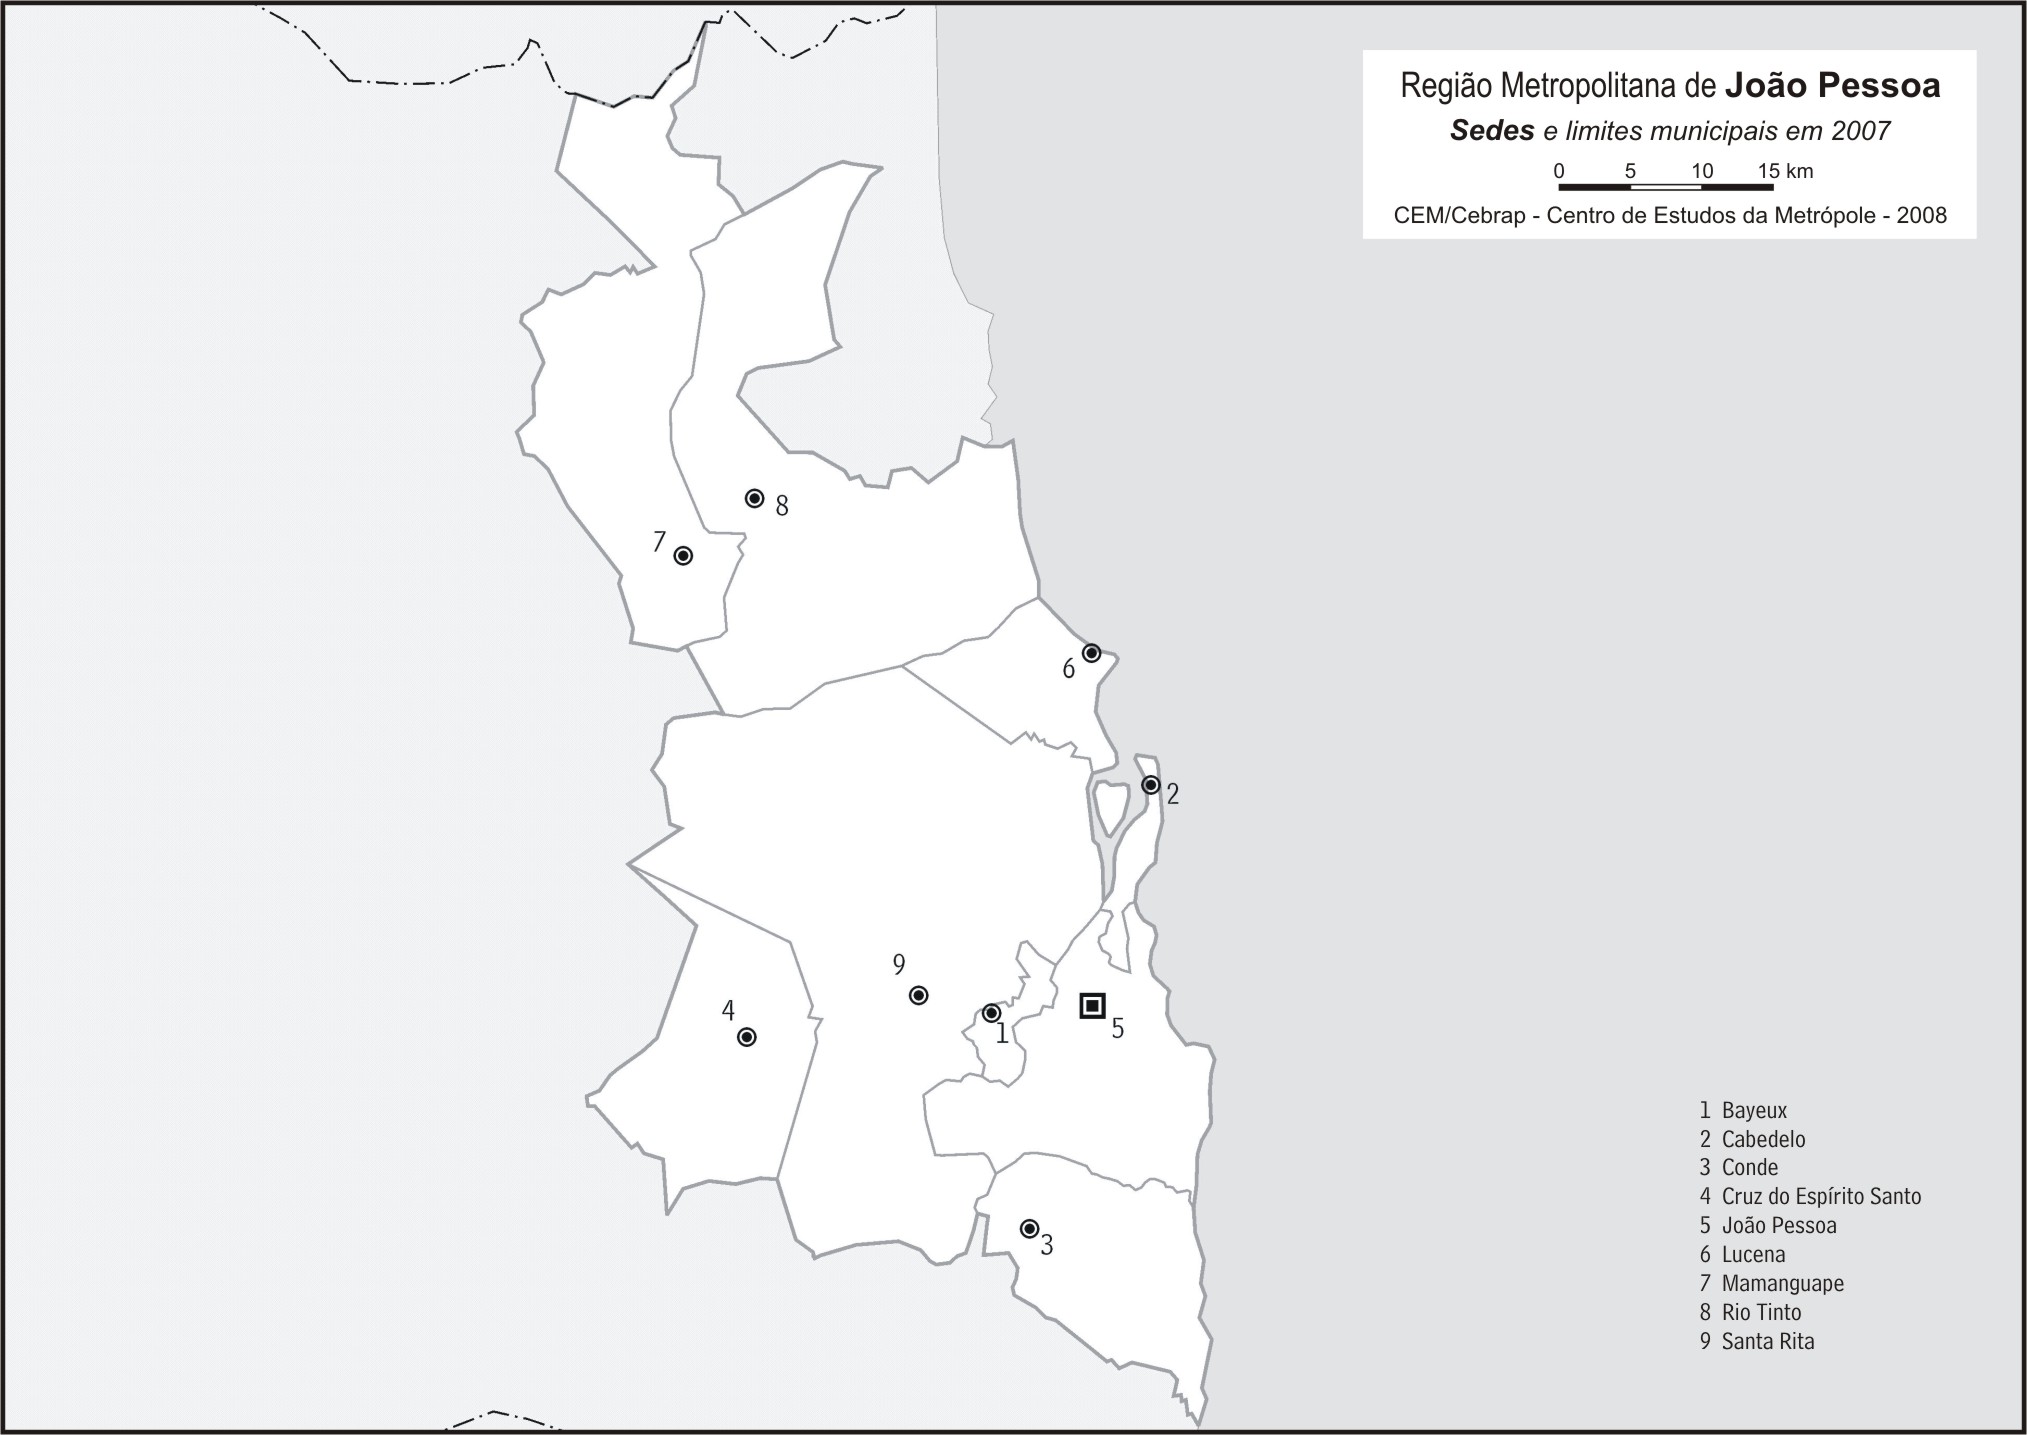 Região Metropolitana de João Pessoa
Sedes e limites municipais em 2007
0 5 10 15 km
CEM/Cebrap - Centro de Estudos da Metrópole - 2008
8
7
6
2
9
4
1
5
3
1 Bayeux
2 Cabedelo
3 Conde
4 Cruz do Espírito Santo
5 João Pessoa
6 Lucena
7 Mamanguape
8 Rio Tinto
9 Santa Rita